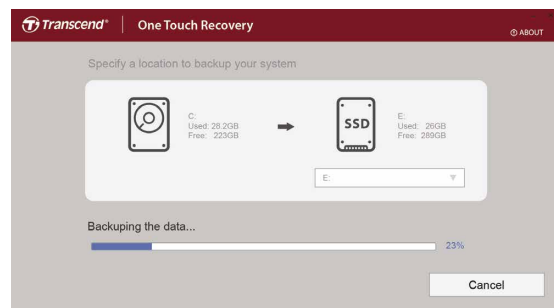 Transcend®
One Touch Recovery
ABOUT
Specify a location to backup your system
C:
Used: 28.2GB
Free: 223GB
SSD
E:
Used: 26GB
Free: 289GB
E:
Backuping the data...
23%
Cancel